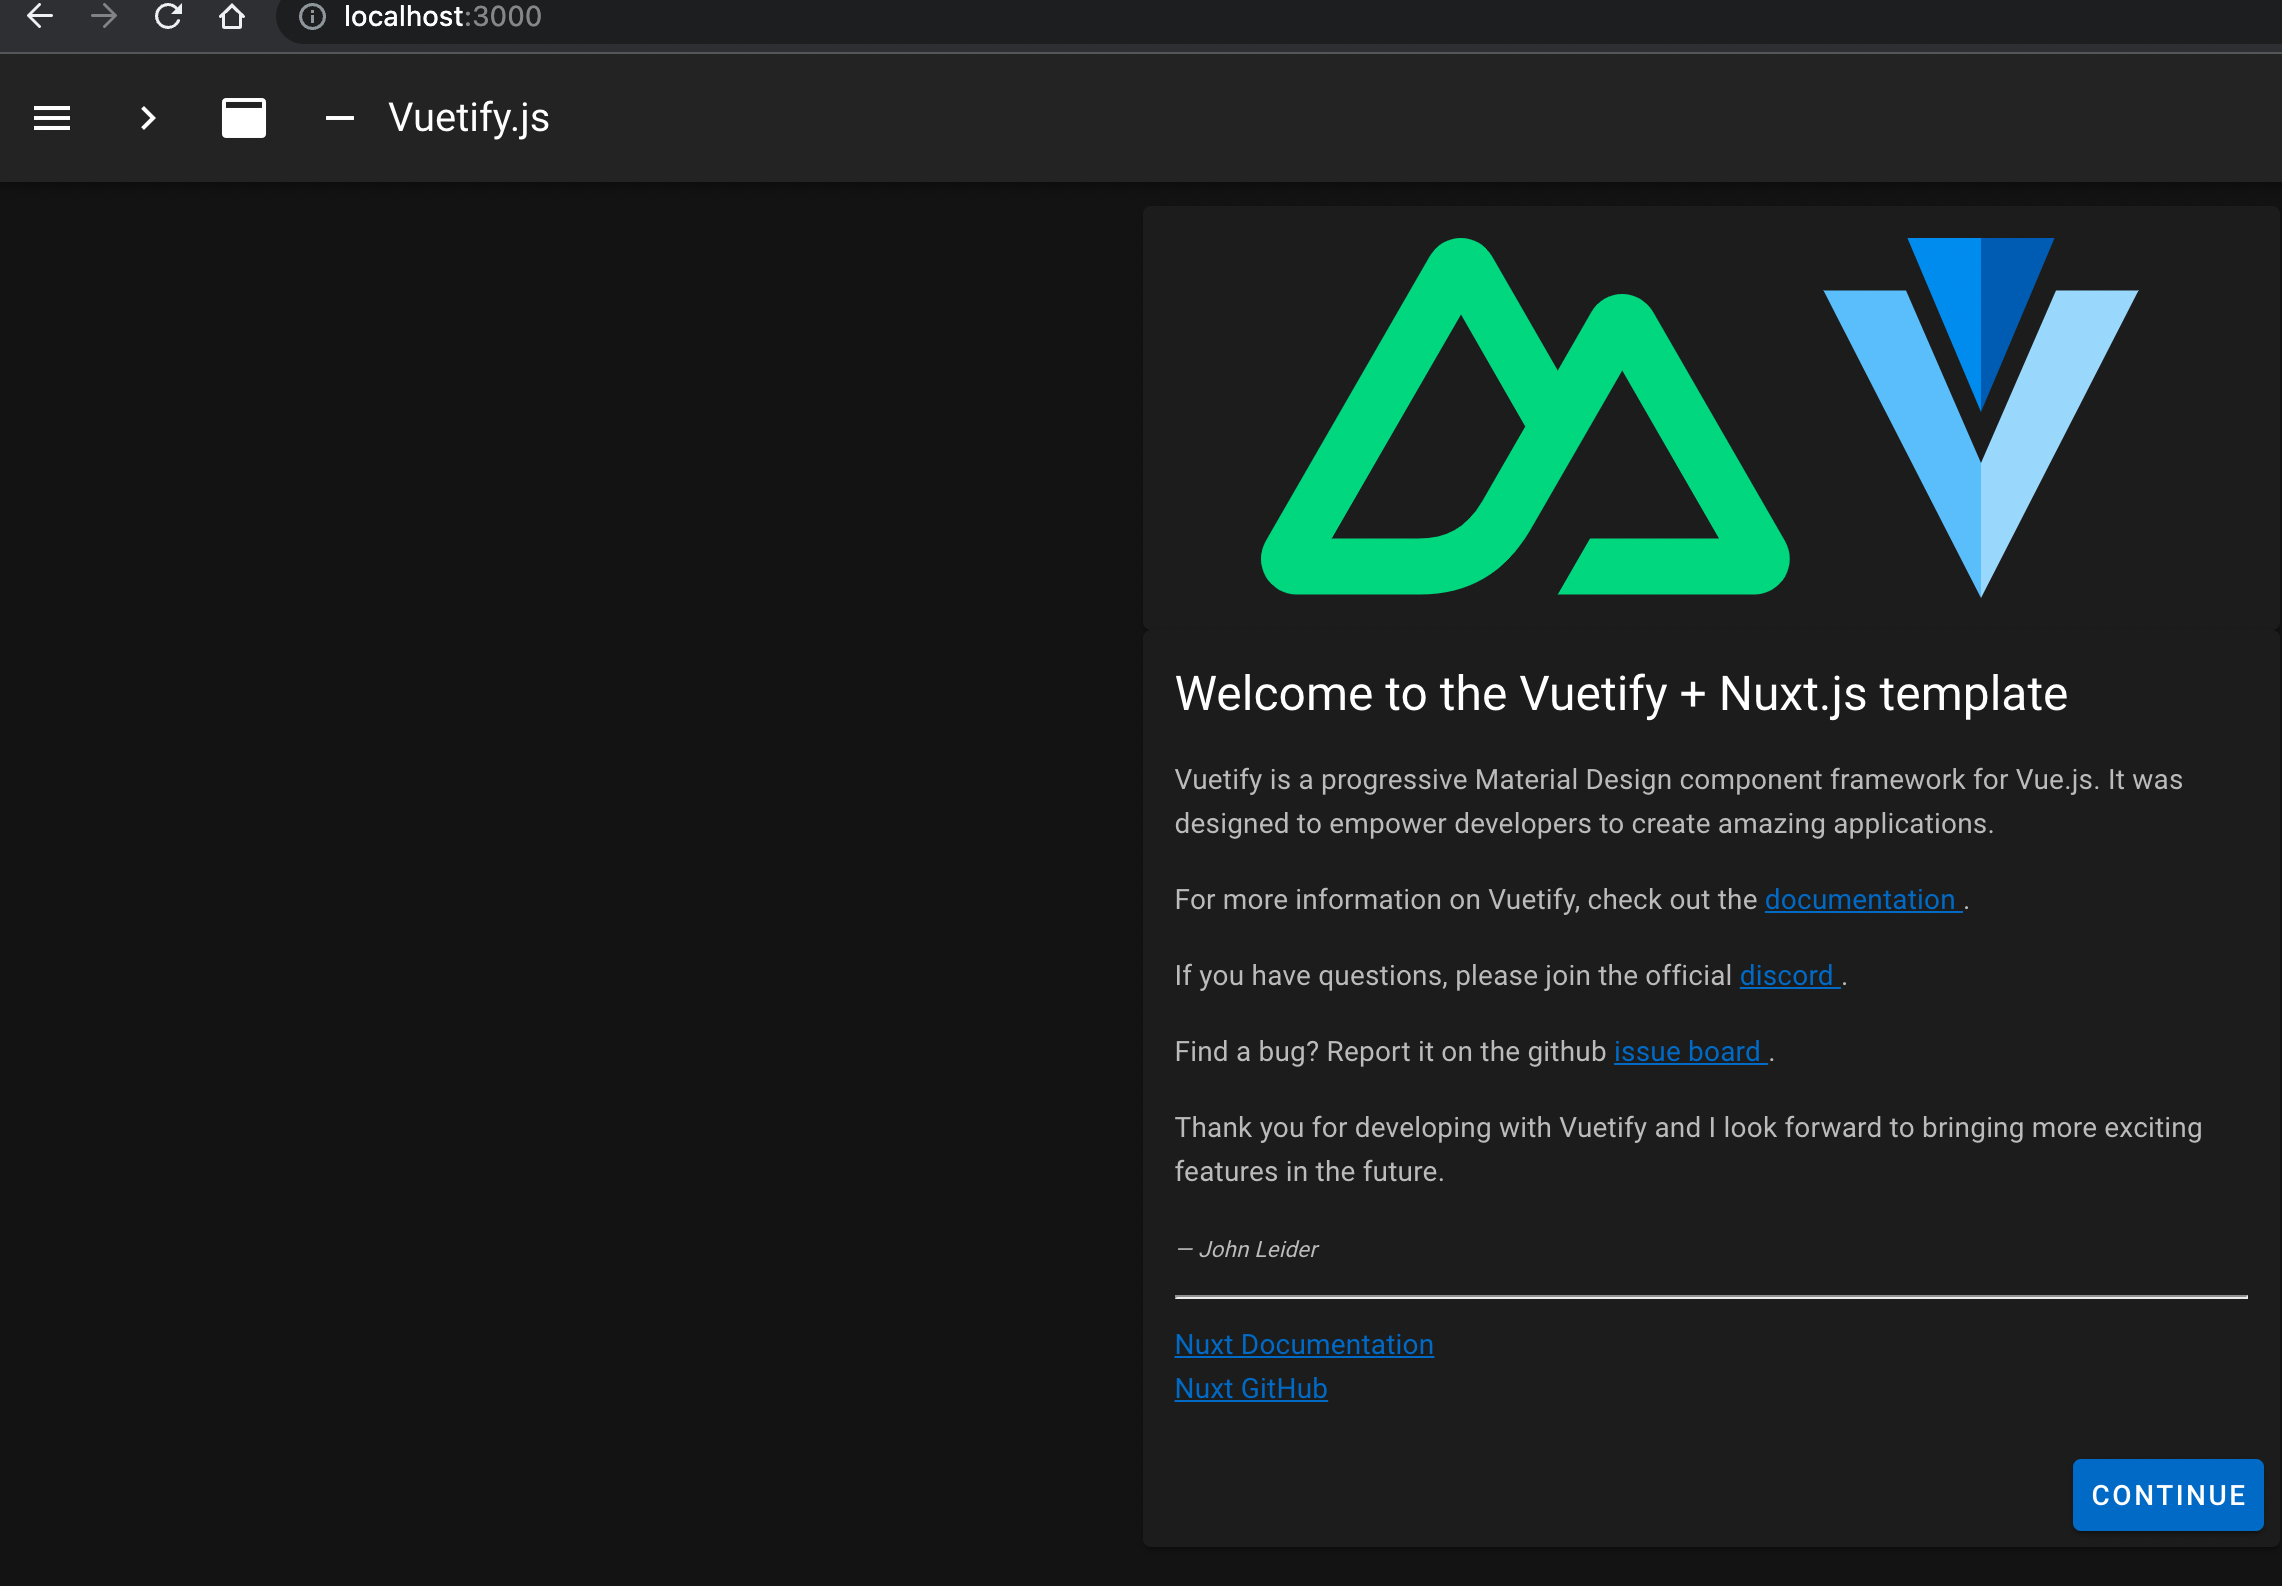 localhost:3000
Vuetify.js
Welcome to the Vuetify + Nuxt.js template
Vuetify is a progressive Material Design component framework for Vue.js. It was
designed to empower developers to create amazing applications.
For more information on Vuetify, check out the documentation .
If you have questions, please join the official discord .
Find a bug? Report it on the github issue board .
Thank you for developing with Vuetify and I look forward to bringing more exciting
features in the future.
— John Leider
Nuxt Documentation
Nuxt GitHub
CONTINUE